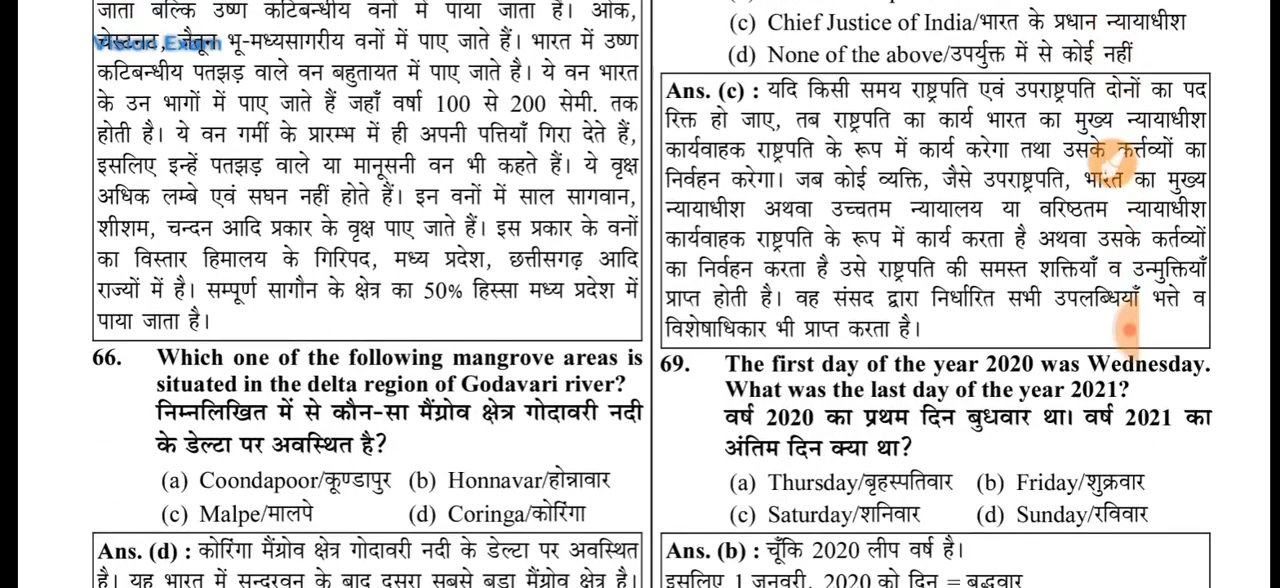 जाता बल्कि उष्ण कटिबन्धीय वनों में पाया जाता है। ओक,
जैतून भू-मध्यसागरीय वनों में पाए जाते हैं। भारत में उष्ण
Vision Exam
कटिबन्धीय पतझड़ वाले वन बहुतायत में पाए जाते है। ये वन भारत
के उन भागों में पाए जाते हैं जहाँ वर्षा 100 से 200 सेमी. तक
होती है। ये वन गर्मी के प्रारम्भ में ही अपनी पत्तियाँ गिरा देते हैं,
इसलिए इन्हें पतझड़ वाले या मानूसनी वन भी कहते हैं। ये वृक्ष
अधिक लम्बे एवं सघन नहीं होते हैं। इन वनों में साल सागवान,
शीशम, चन्दन आदि प्रकार के वृक्ष पाए जाते हैं। इस प्रकार के वनों
का विस्तार हिमालय के गिरिपद, मध्य प्रदेश, छत्तीसगढ़ आदि
राज्यों में है। सम्पूर्ण सागौन के क्षेत्र का 50% हिस्सा मध्य प्रदेश में
पाया जाता है।
66. Which one of the following mangrove areas is
situated in the delta region of Godavari river?
निम्नलिखित में से कौन-सा मैंग्रोव क्षेत्र गोदावरी नदी
के डेल्टा पर अवस्थित है?
(a) Coondapoor/कूण्डापुर (b) Honnavar/होन्नावार
(c) Malpe/मालपे (d) Coringa/कोरिंगा
Ans. (d) : कोरिंगा मैंग्रोव क्षेत्र गोदावरी नदी के डेल्टा पर अवस्थित
है। यह भारत में सुन्दरवन के बाद दूसरा सबसे बड़ा मैंग्रोव क्षेत्र है।
(c) Chief Justice of India/भारत के प्रधान न्यायाधीश
(d) None of the above/उपर्युक्त में से कोई नहीं
Ans. (c) : यदि किसी समय राष्ट्रपति एवं उपराष्ट्रपति दोनों का पद
रिक्त हो जाए, तब राष्ट्रपति का कार्य भारत का मुख्य न्यायाधीश
कार्यवाहक राष्ट्रपति के रूप में कार्य करेगा तथा उसके कर्त्तव्यों का
निर्वहन करेगा। जब कोई व्यक्ति, जैसे उपराष्ट्रपति, भारत का मुख्य
न्यायाधीश अथवा उच्चतम न्यायालय या वरिष्ठतम न्यायाधीश
कार्यवाहक राष्ट्रपति के रूप में कार्य करता है अथवा उसके कर्तव्यों
का निर्वहन करता है उसे राष्ट्रपति की समस्त शक्तियाँ व उन्मुक्तियाँ
प्राप्त होती है। वह संसद द्वारा निर्धारित सभी उपलब्धियाँ भत्ते व
विशेषाधिकार भी प्राप्त करता है।
69. The first day of the year 2020 was Wednesday.
What was the last day of the year 2021?
वर्ष 2020 का प्रथम दिन बुधवार था। वर्ष 2021 का
अंतिम दिन क्या था?
(a) Thursday/बृहस्पतिवार (b) Friday/शुक्रवार
(c) Saturday/शनिवार (d) Sunday/रविवार
Ans. (b) : चूँकि 2020 लीप वर्ष है।
इसलिए 1 जनवरी, 2020 को दिन = बुद्धवार